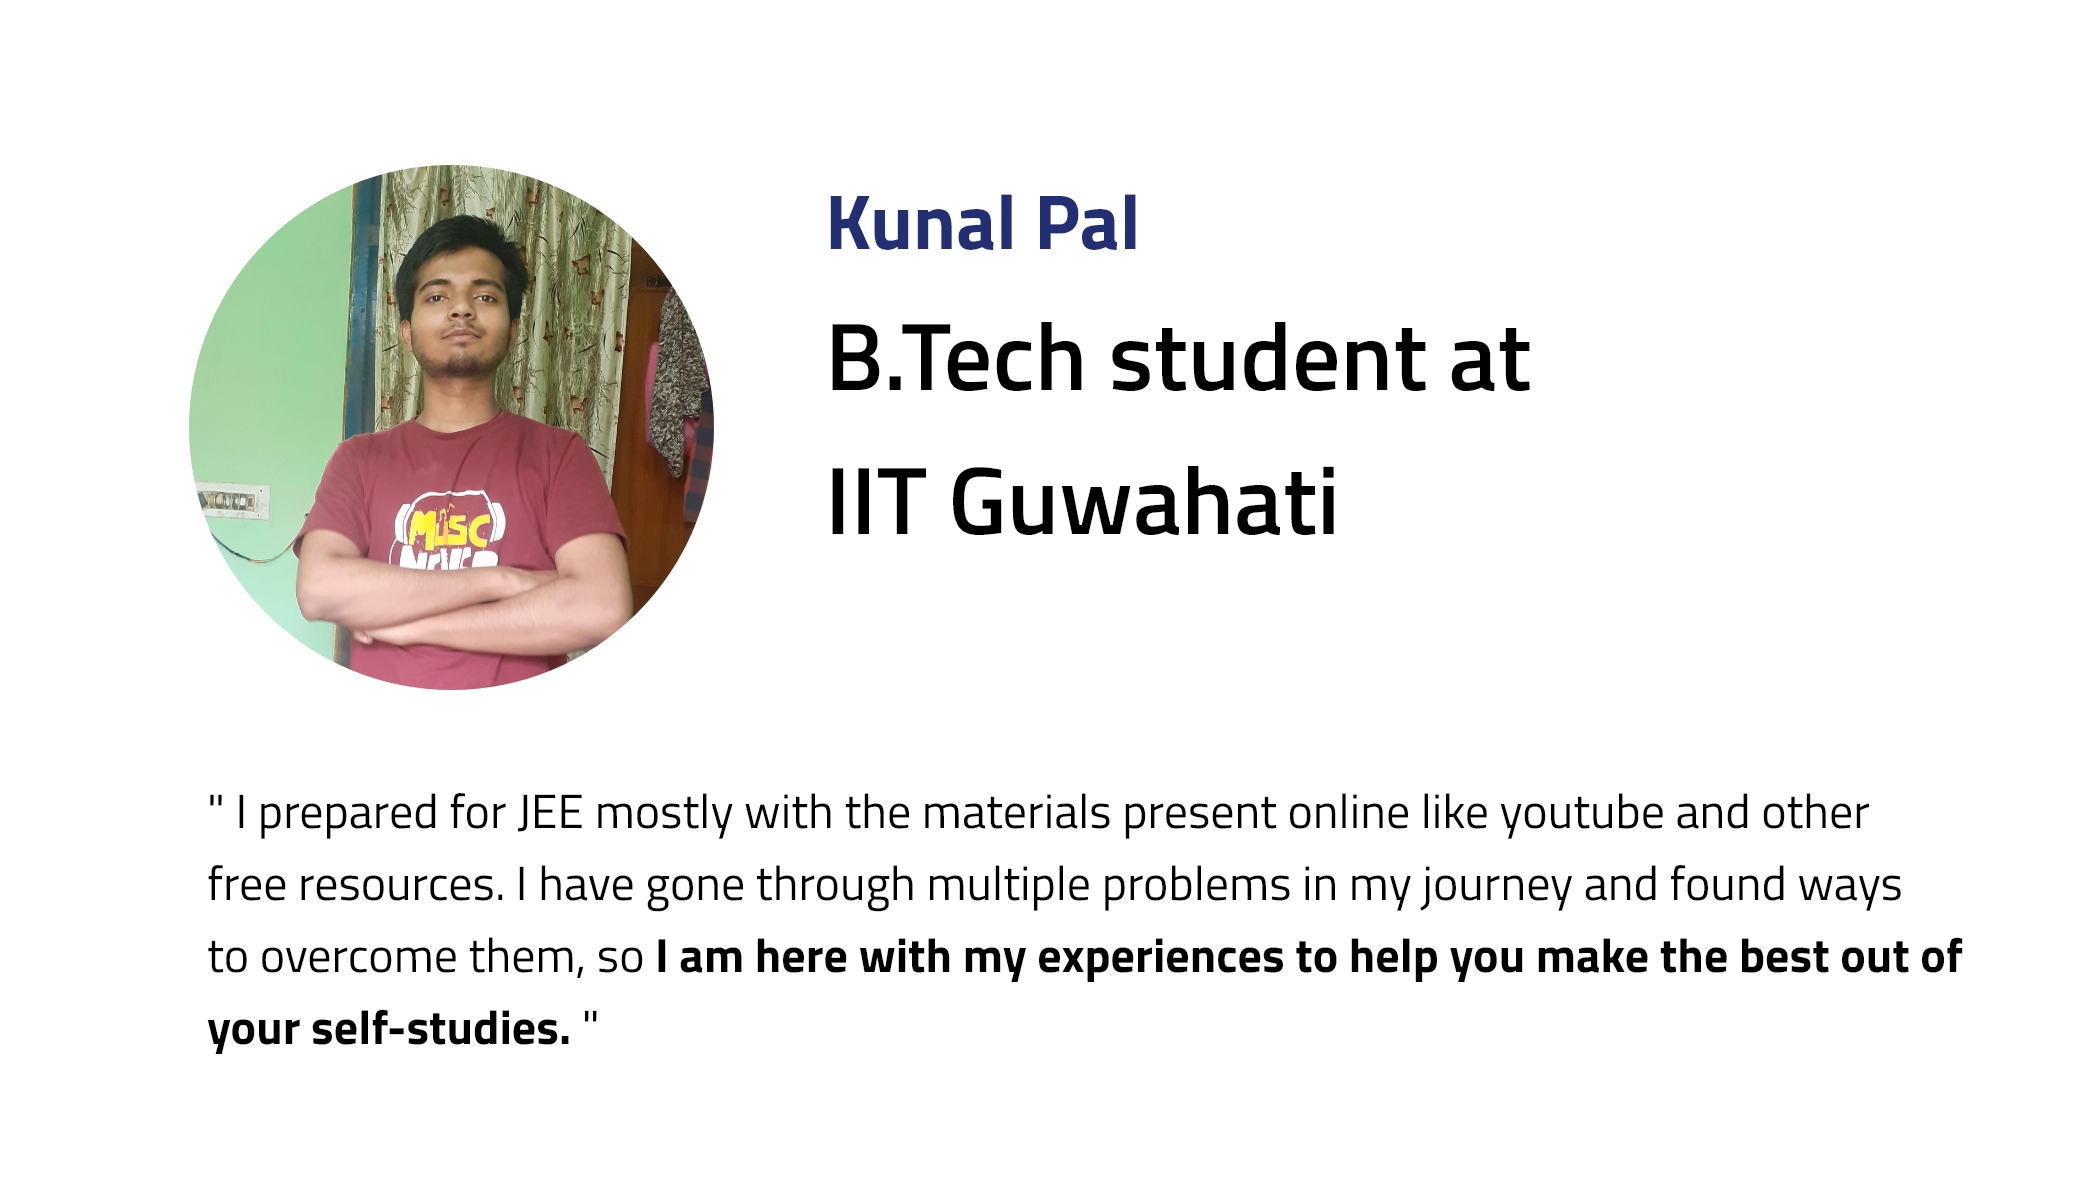 Kunal Pal
B.Tech student at
IIT Guwahati
MUSIC
NEVER
" I prepared for JEE mostly with the materials present online like youtube and other
free resources. I have gone through multiple problems in my journey and found ways
to overcome them, so I am here with my experiences to help you make the best out of
your self-studies. "